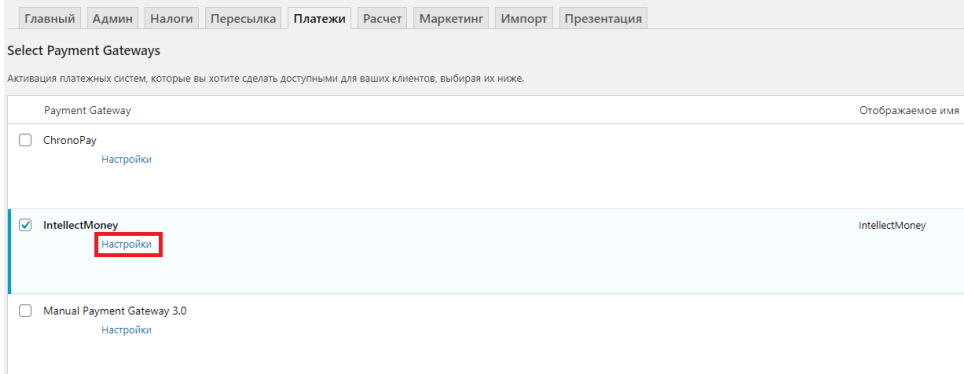 Главный Админ Налоги Пересылка Платежи Расчет Маркетинг Импорт Презентация
Select Payment Gateways
Активация платежных систем, которые вы хотите сделать доступными для ваших клиентов, выбирая их ниже.
Payment Gateway Отображаемое имя
ChronoPay
Настройки
IntellectMoney IntellectMoney
Настройки
Manual Payment Gateway 3.0
Настройки